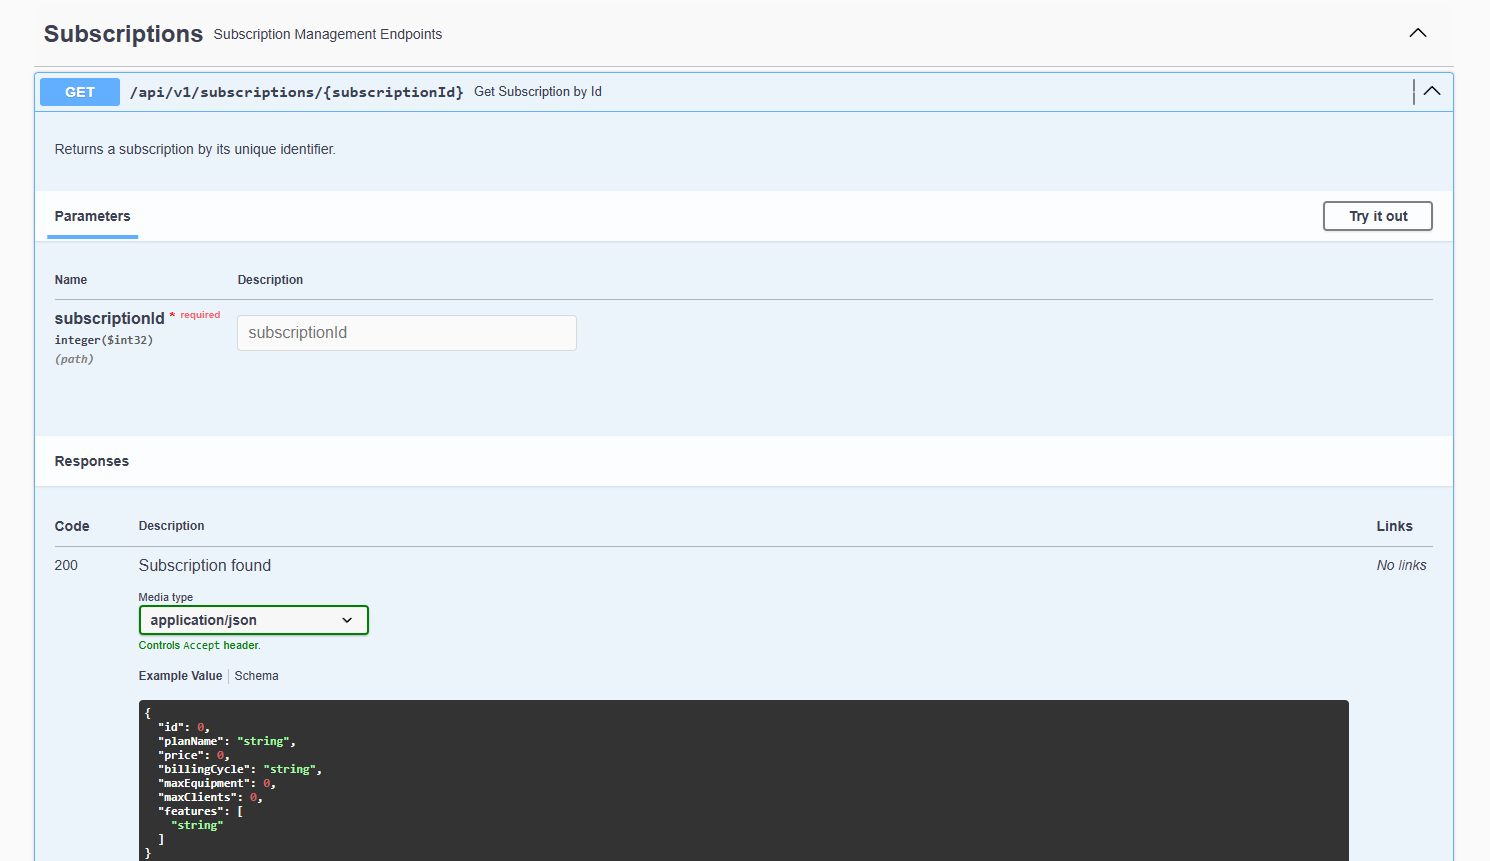 Subscriptions Subscription Management Endpoints
GET /api/v1/subscriptions/{subscriptionId} Get Subscription by Id
Returns a subscription by its unique identifier.
Parameters Try it out
Name Description
subscriptionId * required
integer($int32)
(path)
subscriptionId
Responses
Code Description Links
200 Subscription found No links
Media type
application/json
Controls Accept header.
Example Value Schema
{
  "id": 0,
  "planName": "string",
  "price": 0,
  "billingCycle": "string",
  "maxEquipment": 0,
  "maxClients": 0,
  "features": [
    "string"
  ]
}